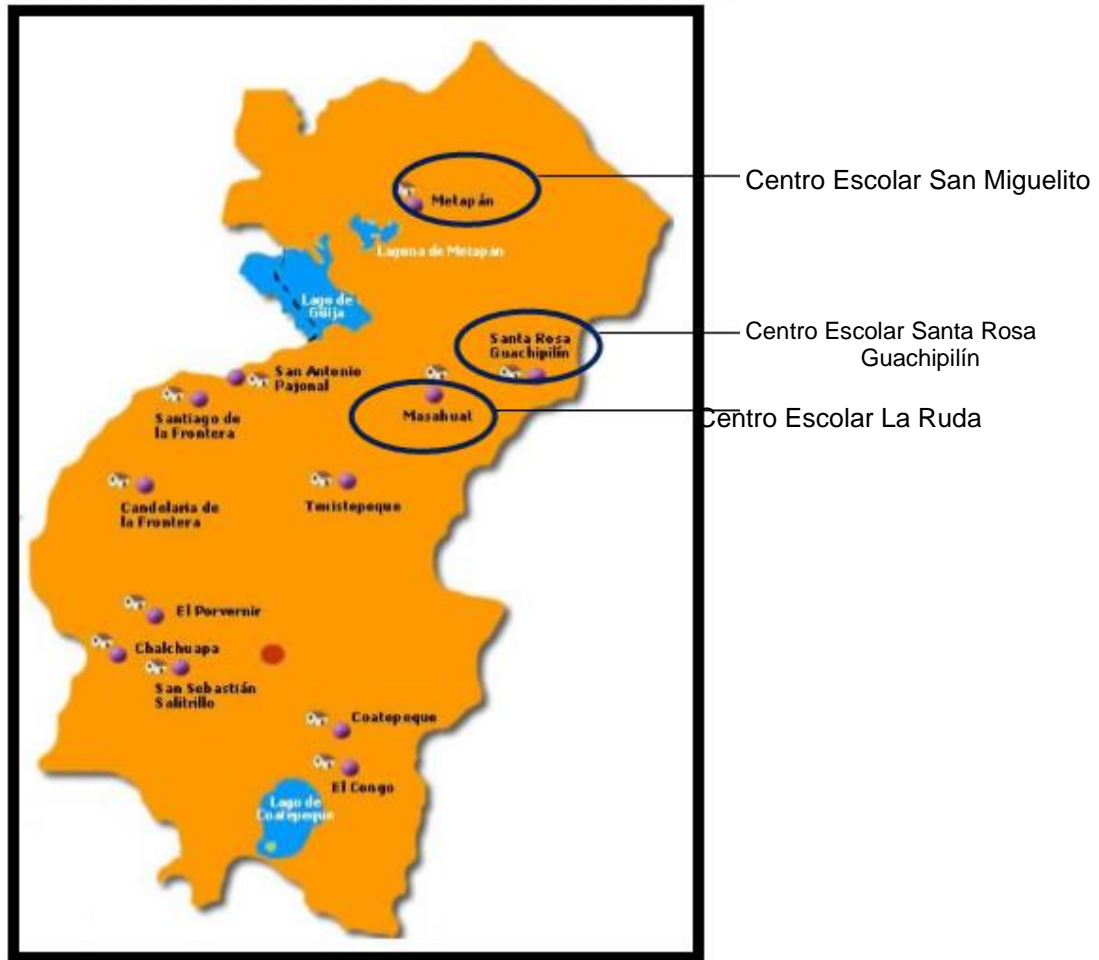 Metapán
Centro Escolar San Miguelito
Laguna de Metapan
Lago de
Güija
Santa Rosa
Guachipilín
Centro Escolar Santa Rosa
Guachipilín
San Antonio
Pajonal
Santiago de
la Frontera
Masahuat
Centro Escolar La Ruda
Candelaria de
la Frontera
Texistepeque
El Porvernir
Chalchuapa
San Sebastián
Salitrillo
Coatepeque
El Congo
Lago de
Coatepeque